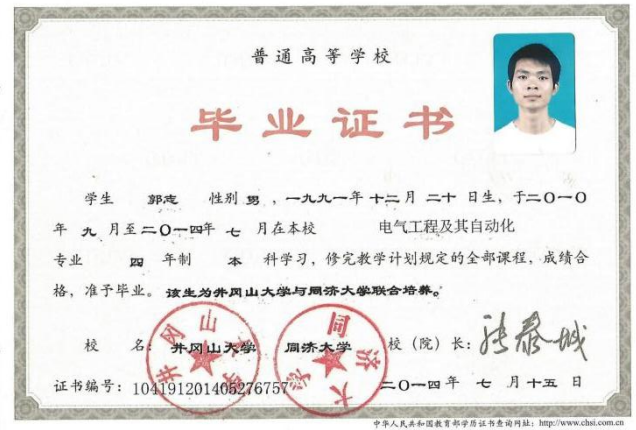 普通高等学校
毕业证书
学生 郭志 性别 男 ，一九九一年 十二月 二十 日生，于二〇一〇
年 九 月至二〇一四年 七 月在本校 电气工程及其自动化
专业 四 年制 本 科学习，修完教学计划规定的全部课程，成绩合
格，准予毕业。 该生为井冈山大学与同济大学联合培养。
校 名： 井冈山大学 同济大学 校（院）长：张泰城
证书编号：104191201405276757 二〇一四年 七 月十五 日
中华人民共和国教育部学历证书查询网址：http://www.chsi.com.cn